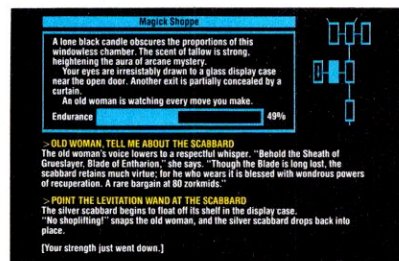 Magick Shoppe
A lone black candle obscures the proportions of this
windowless chamber. The scent of tallow is strong,
heightening the aura of arcane mystery.
Your eyes are irresistably drawn to a glass display case
near the open door. Another exit is partially concealed by a
curtain.
An old woman is watching every move you make.
Endurance 49%
>OLD WOMAN, TELL ME ABOUT THE SCABBARD
The old woman's voice lowers to a respectful whisper. "Behold the Sheath of
Grueslayer, Blade of Entharion," she says. "Though the Blade is long lost, the
scabbard retains much virtue; for he who wears it is blessed with wondrous powers
of recuperation. A rare bargain at 80 zorkmids."
>POINT THE LEVITATION WAND AT THE SCABBARD
The silver scabbard begins to float off its shelf in the display case.
"No shoplifting!" snaps the old woman, and the silver scabbard drops back into
place.
[Your strength just went down.]